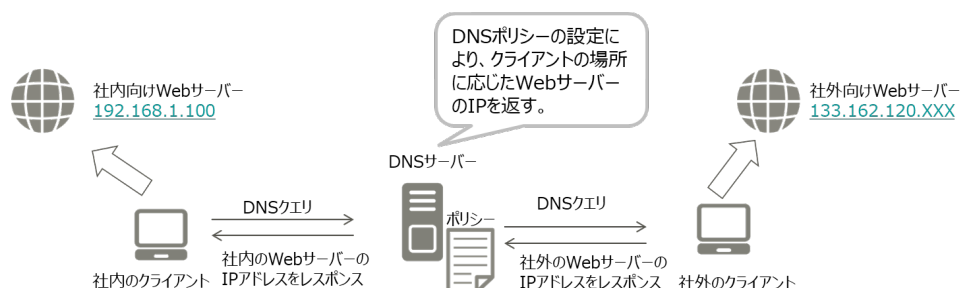 DNSポリシーの設定に
より、クライアントの場所
に応じたWebサーバー
のIPを返す。
社内向けWebサーバー
192.168.1.100
社外向けWebサーバー
133.162.120.XXX
DNSサーバー
DNSクエリ
ポリシー
DNSクエリ
社内のWebサーバーの
IPアドレスをレスポンス
社外のWebサーバーの
IPアドレスをレスポンス
社内のクライアント
社外のクライアント